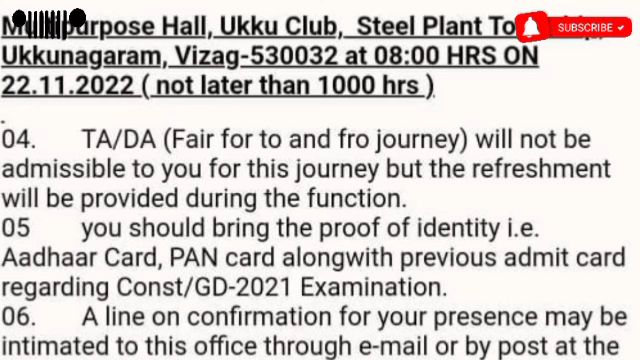 Hall, Ukku Club, Steel Plant
SUBSCRIBE
Ukkunagaram, Vizag-530032 at 08:00 HRS ON
22.11.2022 ( not later than 1000 hrs )
04. TA/DA (Fair for to and fro journey) will not be
admissible to you for this journey but the refreshment
will be provided during the function.
05 you should bring the proof of identity i.e.
Aadhaar Card, PAN card alongwith previous admit card
regarding Const/GD-2021 Examination.
06. A line on confirmation for your presence may be
intimated to this office through e-mail or by post at the